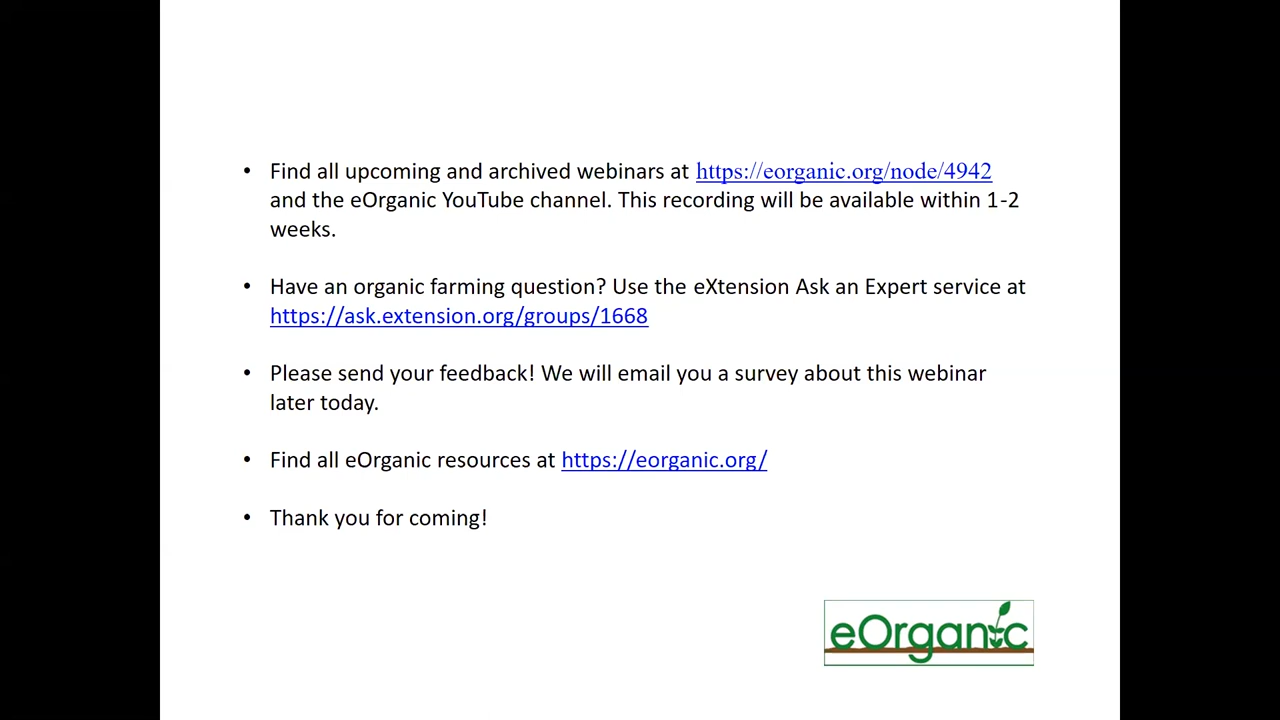 • Find all upcoming and archived webinars at https://eorganic.org/node/4942
and the eOrganic YouTube channel. This recording will be available within 1-2
weeks.
• Have an organic farming question? Use the eXtension Ask an Expert service at
https://ask.extension.org/groups/1668
• Please send your feedback! We will email you a survey about this webinar
later today.
• Find all eOrganic resources at https://eorganic.org/
• Thank you for coming!
eOrganic